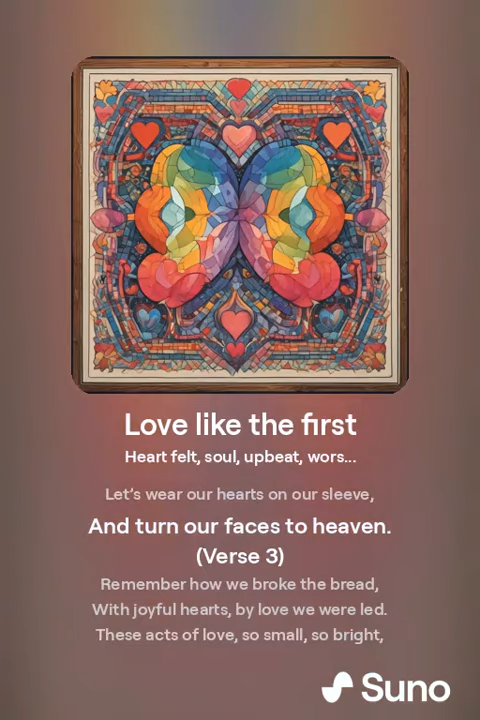 Love like the first
Heart felt, soul, upbeat, wors...
Let's wear our hearts on our sleeve,
And turn our faces to heaven.
(Verse 3)
Remember how we broke the bread,
With joyful hearts, by love we were led.
These acts of love, so small, so bright,
Suno